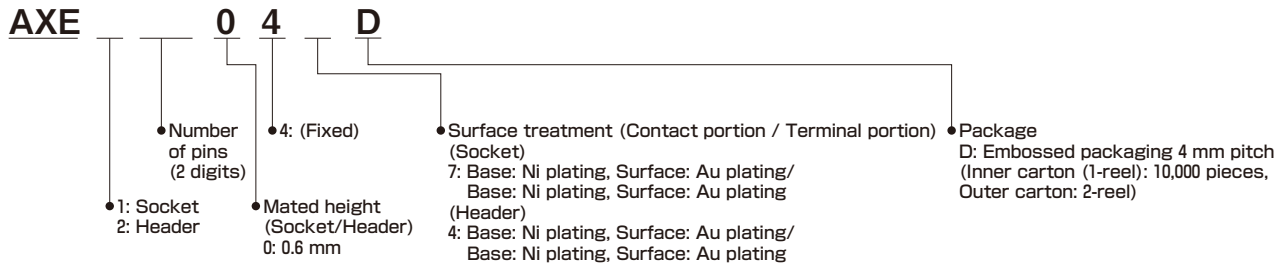 AXE 0 4 D
Number
of pins
(2 digits)
1: Socket
2: Header
Mated height
(Socket/Header)
0: 0.6 mm
4: (Fixed)
Surface treatment (Contact portion / Terminal portion)
(Socket)
7: Base: Ni plating, Surface: Au plating/
Base: Ni plating, Surface: Au plating
(Header)
4: Base: Ni plating, Surface: Au plating/
Base: Ni plating, Surface: Au plating
Package
D: Embossed packaging 4 mm pitch
(Inner carton (1-reel): 10,000 pieces,
Outer carton: 2-reel)